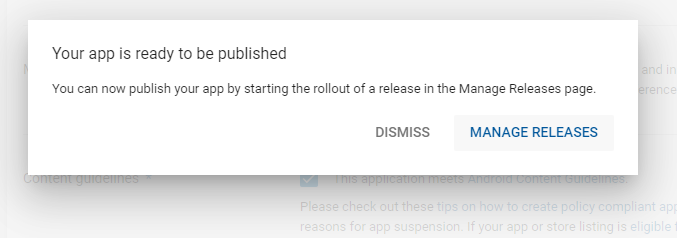 Your app is ready to be published
You can now publish your app by starting the rollout of a release in the Manage Releases page.
DISMISS
MANAGE RELEASES
Content guidelines *
This application meets Android Content Guidelines.
Please check out these tips on how to create policy compliant app
reasons for app suspension. If your app or store listing is eligible f